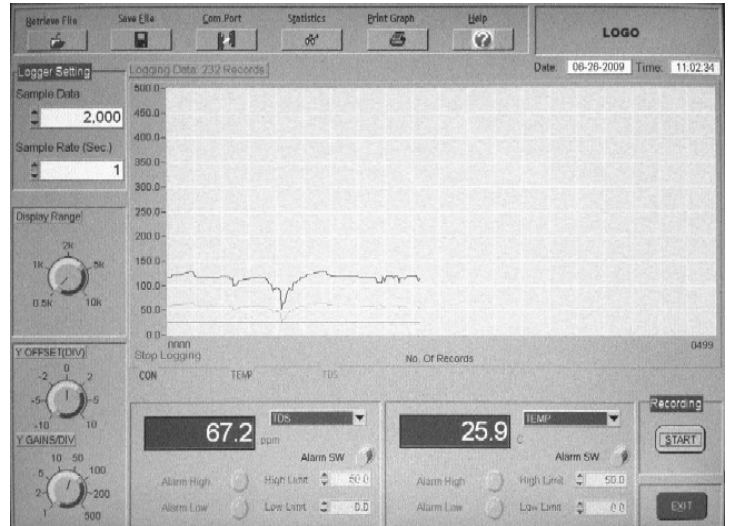 Retrieve File Save File Com.Port Statistics Print Graph Help
LOGO
Logger Setting Logging Data: 232 Records Date: 06-26-2009 Time: 11.02.34
Sample Data
2,000
Sample Rate (Sec.)
1
500.0
450.0
400.0
350.0
300.0
250.0
200.0
150.0
100.0
50.0
0.0
0499
No. Of Records
Stop Logging
CON TEMP TDS
Display Range
2K
1K 5K
0.5K 10K
Y OFFSET(DIV)
0
-2 2
-5 5
-10 10
Y GAINS/DIV
10 50
5 100
2 200
1 500
TDS
67.2 ppm
Alarm SW
Alarm High High Limit 50.0
Alarm Low Low Limit 0.0
TEMP
25.9 C
Alarm SW
Alarm High High Limit 50.0
Alarm Low Low Limit 0.0
Recording
START
EXIT